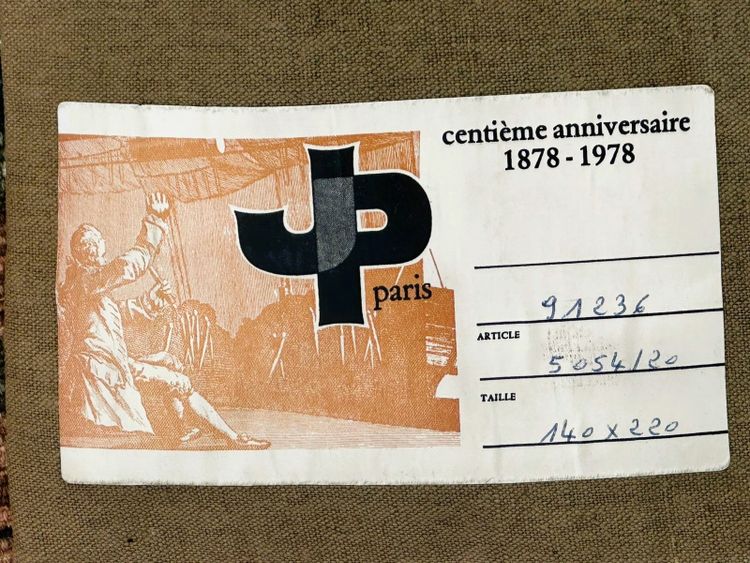 centième anniversaire
1878 - 1978
JP
paris
91236
ARTICLE
5054/20
TAILLE
140 x 220